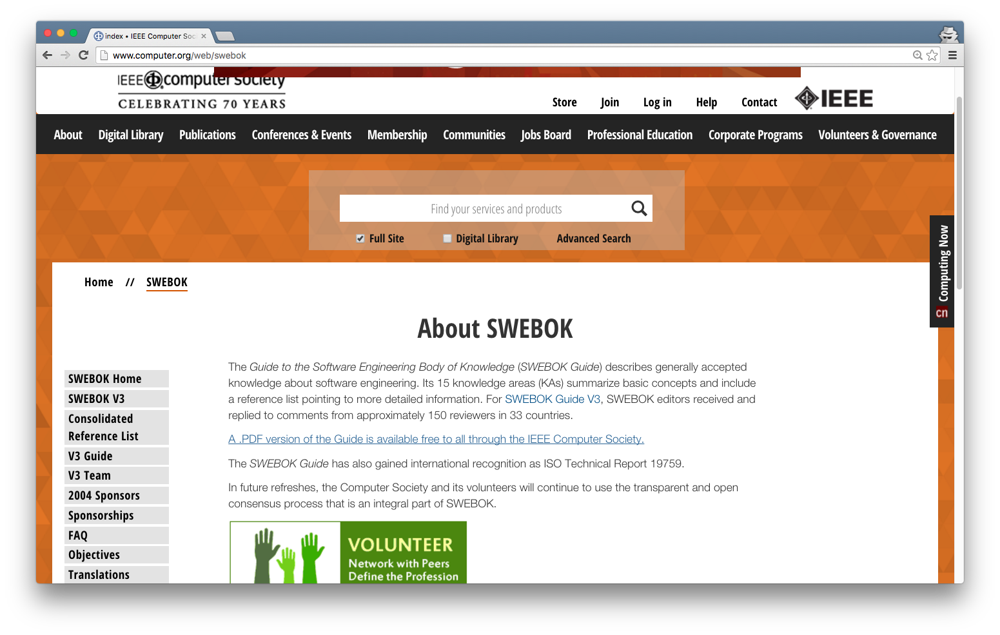 index • IEEE Computer Soc
www.computer.org/web/swebok
IEEE computer society
CELEBRATING 70 YEARS
Store Join Log in Help Contact IEEE
About Digital Library Publications Conferences & Events Membership Communities Jobs Board Professional Education Corporate Programs Volunteers & Governance
Find your services and products
Full Site Digital Library Advanced Search
Computing Now
cn
Home // SWEBOK
About SWEBOK
SWEBOK Home
SWEBOK V3
Consolidated
Reference List
V3 Guide
V3 Team
2004 Sponsors
Sponsorships
FAQ
Objectives
Translations
The Guide to the Software Engineering Body of Knowledge (SWEBOK Guide) describes generally accepted
knowledge about software engineering. Its 15 knowledge areas (KAs) summarize basic concepts and include
a reference list pointing to more detailed information. For SWEBOK Guide V3, SWEBOK editors received and
replied to comments from approximately 150 reviewers in 33 countries.
A .PDF version of the Guide is available free to all through the IEEE Computer Society.
The SWEBOK Guide has also gained international recognition as ISO Technical Report 19759.
In future refreshes, the Computer Society and its volunteers will continue to use the transparent and open
consensus process that is an integral part of SWEBOK.
VOLUNTEER
Network with Peers
Define the Profession